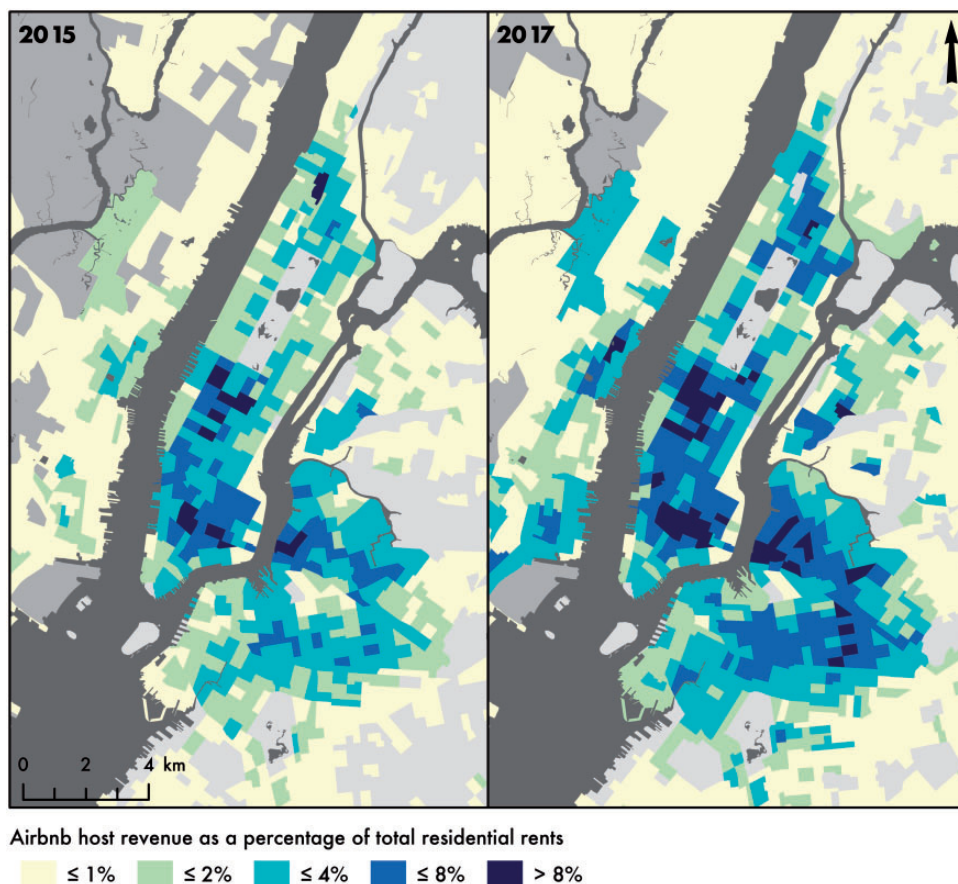 2015
2017
0 2 4 km
Airbnb host revenue as a percentage of total residential rents
≤ 1% ≤ 2% ≤ 4% ≤ 8% > 8%